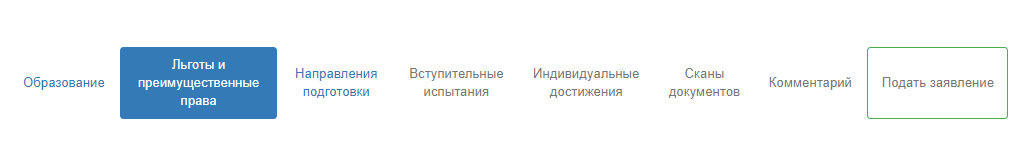 Образование
Льготы и
преимущественные
права
Направления
подготовки
Вступительные
испытания
Индивидуальные
достижения
Сканы
документов
Комментарий
Подать заявление